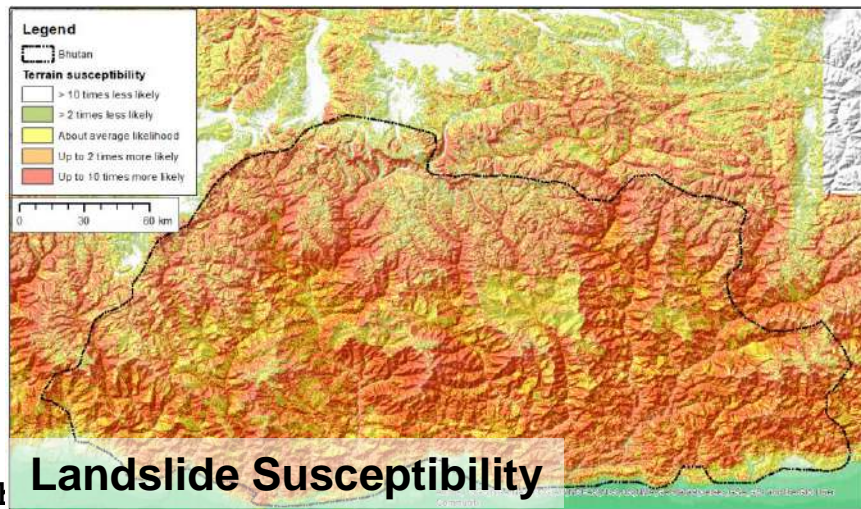 Legend
Bhutan
Terrain susceptibility
> 10 times less likely
> 2 times less likely
About average likelihood
Up to 2 times more likely
Up to 10 times more likely
0 30 60 km
Landslide Susceptibility